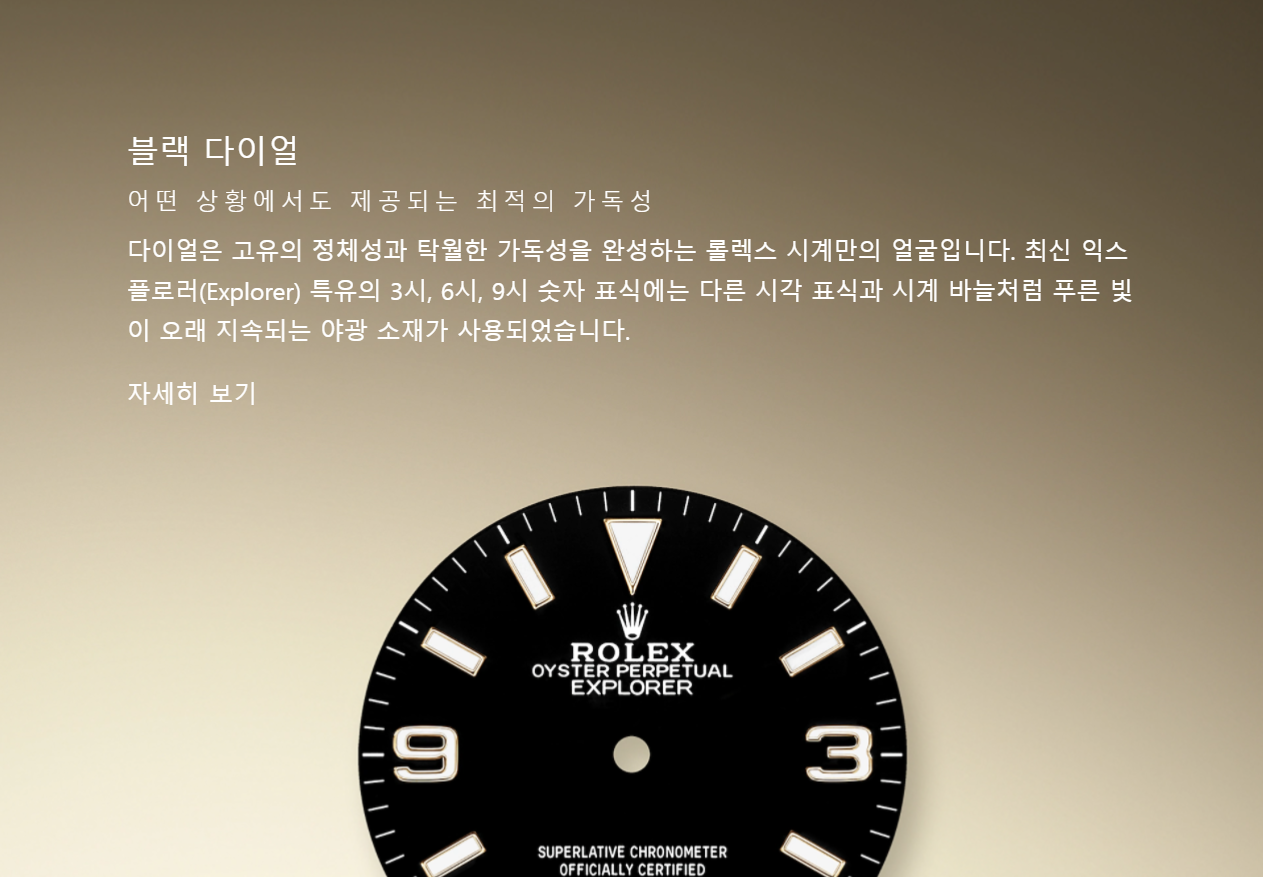 블랙 다이얼
어떤 상황에서도 제공되는 최적의 가독성
다이얼은 고유의 정체성과 탁월한 가독성을 완성하는 롤렉스 시계만의 얼굴입니다. 최신 익스
플로러(Explorer) 특유의 3시, 6시, 9시 숫자 표식에는 다른 시각 표식과 시계 바늘처럼 푸른 빛
이 오래 지속되는 야광 소재가 사용되었습니다.
자세히 보기
ROLEX
OYSTER PERPETUAL
EXPLORER
9 3
SUPERLATIVE CHRONOMETER
OFFICIALLY CERTIFIED